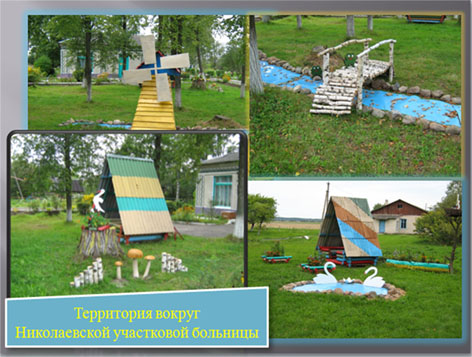 Территория вокруг
Николаевской участковой больницы